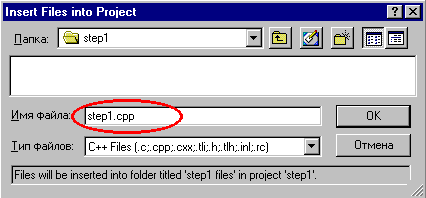 Insert Files into Project
Папка: step1
Имя файла: step1.cpp OK
Тип файлов: C++ Files (.c;.cpp;.cxx;.tli;.h;.tlh;.inl;.rc) Отмена
Files will be inserted into folder titled 'step1 files' in project 'step1'.